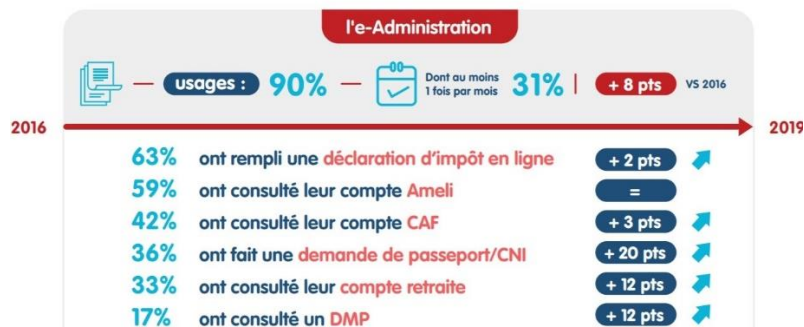 l'e-Administration
usages : 90% Dont au moins 1 fois par mois 31% + 8 pts VS 2016
2016 2019
63% ont rempli une déclaration d'impôt en ligne + 2 pts
59% ont consulté leur compte Ameli =
42% ont consulté leur compte CAF + 3 pts
36% ont fait une demande de passeport/CNI + 20 pts
33% ont consulté leur compte retraite + 12 pts
17% ont consulté un DMP + 12 pts